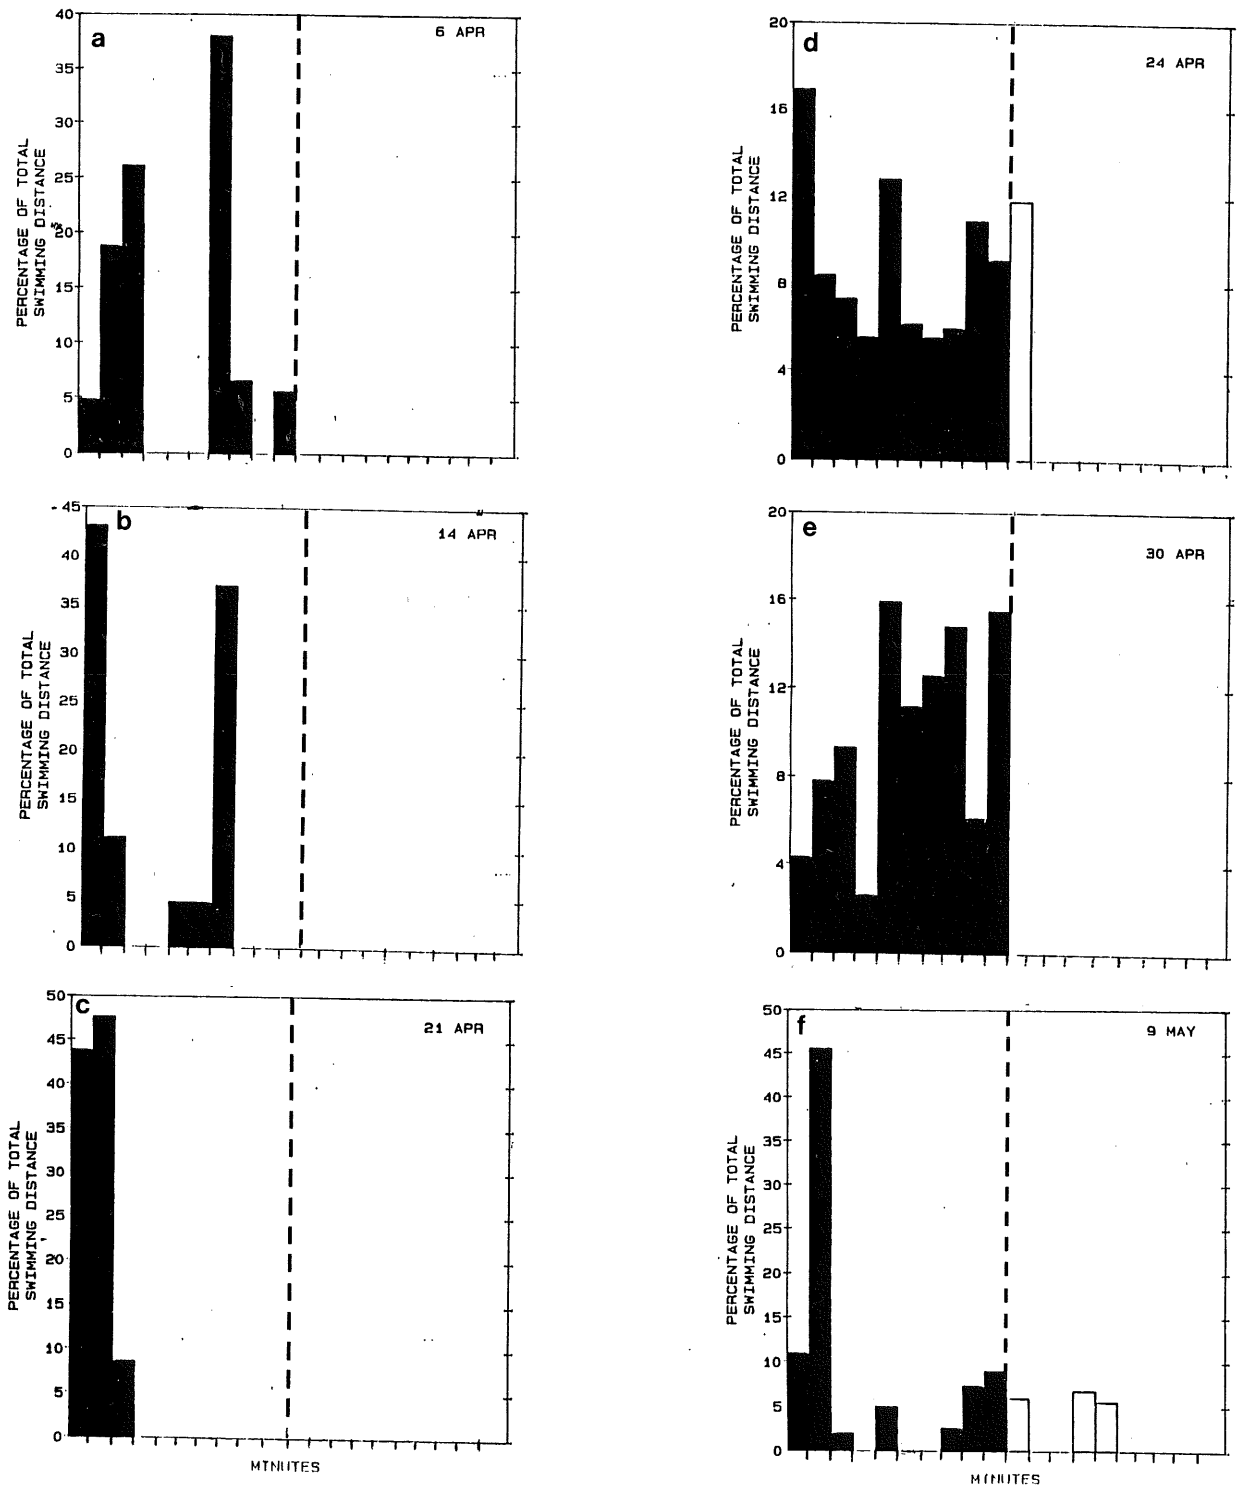 a
6 APR
40
35
30
25
20
15
10
5
0
PERCENTAGE OF TOTAL
SWIMMING DISTANCE
b
14 APR
45
40
35
30
25
20
15
10
5
0
PERCENTAGE OF TOTAL
SWIMMING DISTANCE
c
21 APR
50
45
40
35
30
25
20
15
10
5
0
PERCENTAGE OF TOTAL
SWIMMING DISTANCE
MINUTES
d
24 APR
20
16
12
8
4
0
PERCENTAGE OF TOTAL
SWIMMING DISTANCE
e
30 APR
20
16
12
8
4
0
PERCENTAGE OF TOTAL
SWIMMING DISTANCE
f
9 MAY
50
45
40
35
30
25
20
15
10
5
0
PERCENTAGE OF TOTAL
SWIMMING DISTANCE
MINUTES